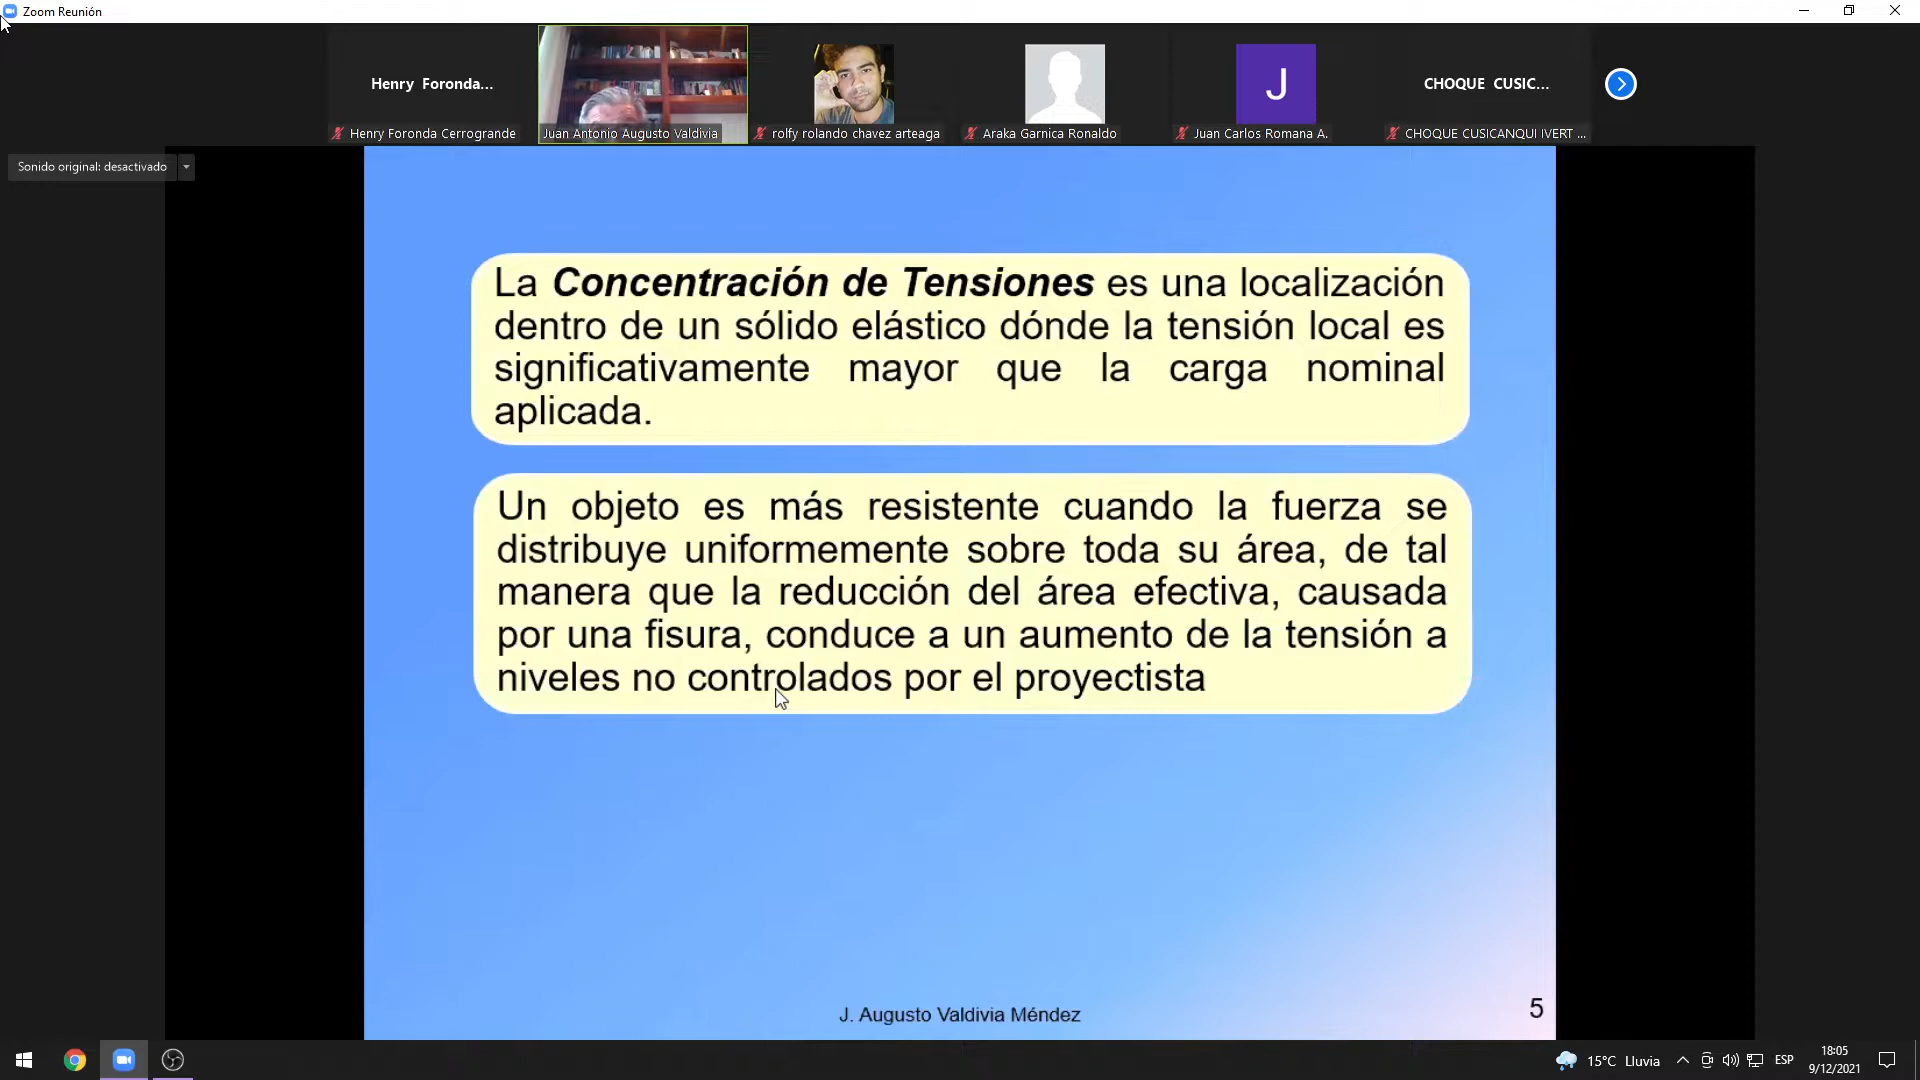 Zoom Reunión
Henry Foronda...
CHOQUE CUSIC...
J
Henry Foronda Cerrogrande
Juan Antonio Augusto Valdivia
rolfy rolando chavez arteaga
Araka Garnica Ronaldo
Juan Carlos Romana A.
CHOQUE CUSICANQUI IVERT ...
Sonido original: desactivado
La Concentración de Tensiones es una localización
dentro de un sólido elástico dónde la tensión local es
significativamente mayor que la carga nominal
aplicada.
Un objeto es más resistente cuando la fuerza se
distribuye uniformemente sobre toda su área, de tal
manera que la reducción del área efectiva, causada
por una fisura, conduce a un aumento de la tensión a
niveles no controlados por el proyectista
J. Augusto Valdivia Méndez
5
15°C Lluvia
ESP
18:05
9/12/2021